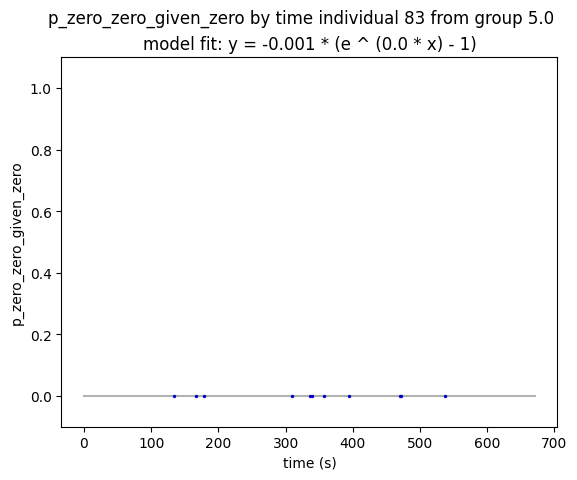 p_zero_zero_given_zero by time individual 83 from group 5.0
model fit: y = -0.001 * (e ^ (0.0 * x) - 1)
1.0
0.8
0.6
0.4
0.2
0.0
p_zero_zero_given_zero
0 100 200 300 400 500 600 700
time (s)